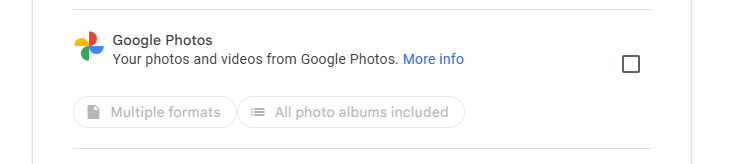 Google Photos
Your photos and videos from Google Photos. More info
Multiple formats
All photo albums included